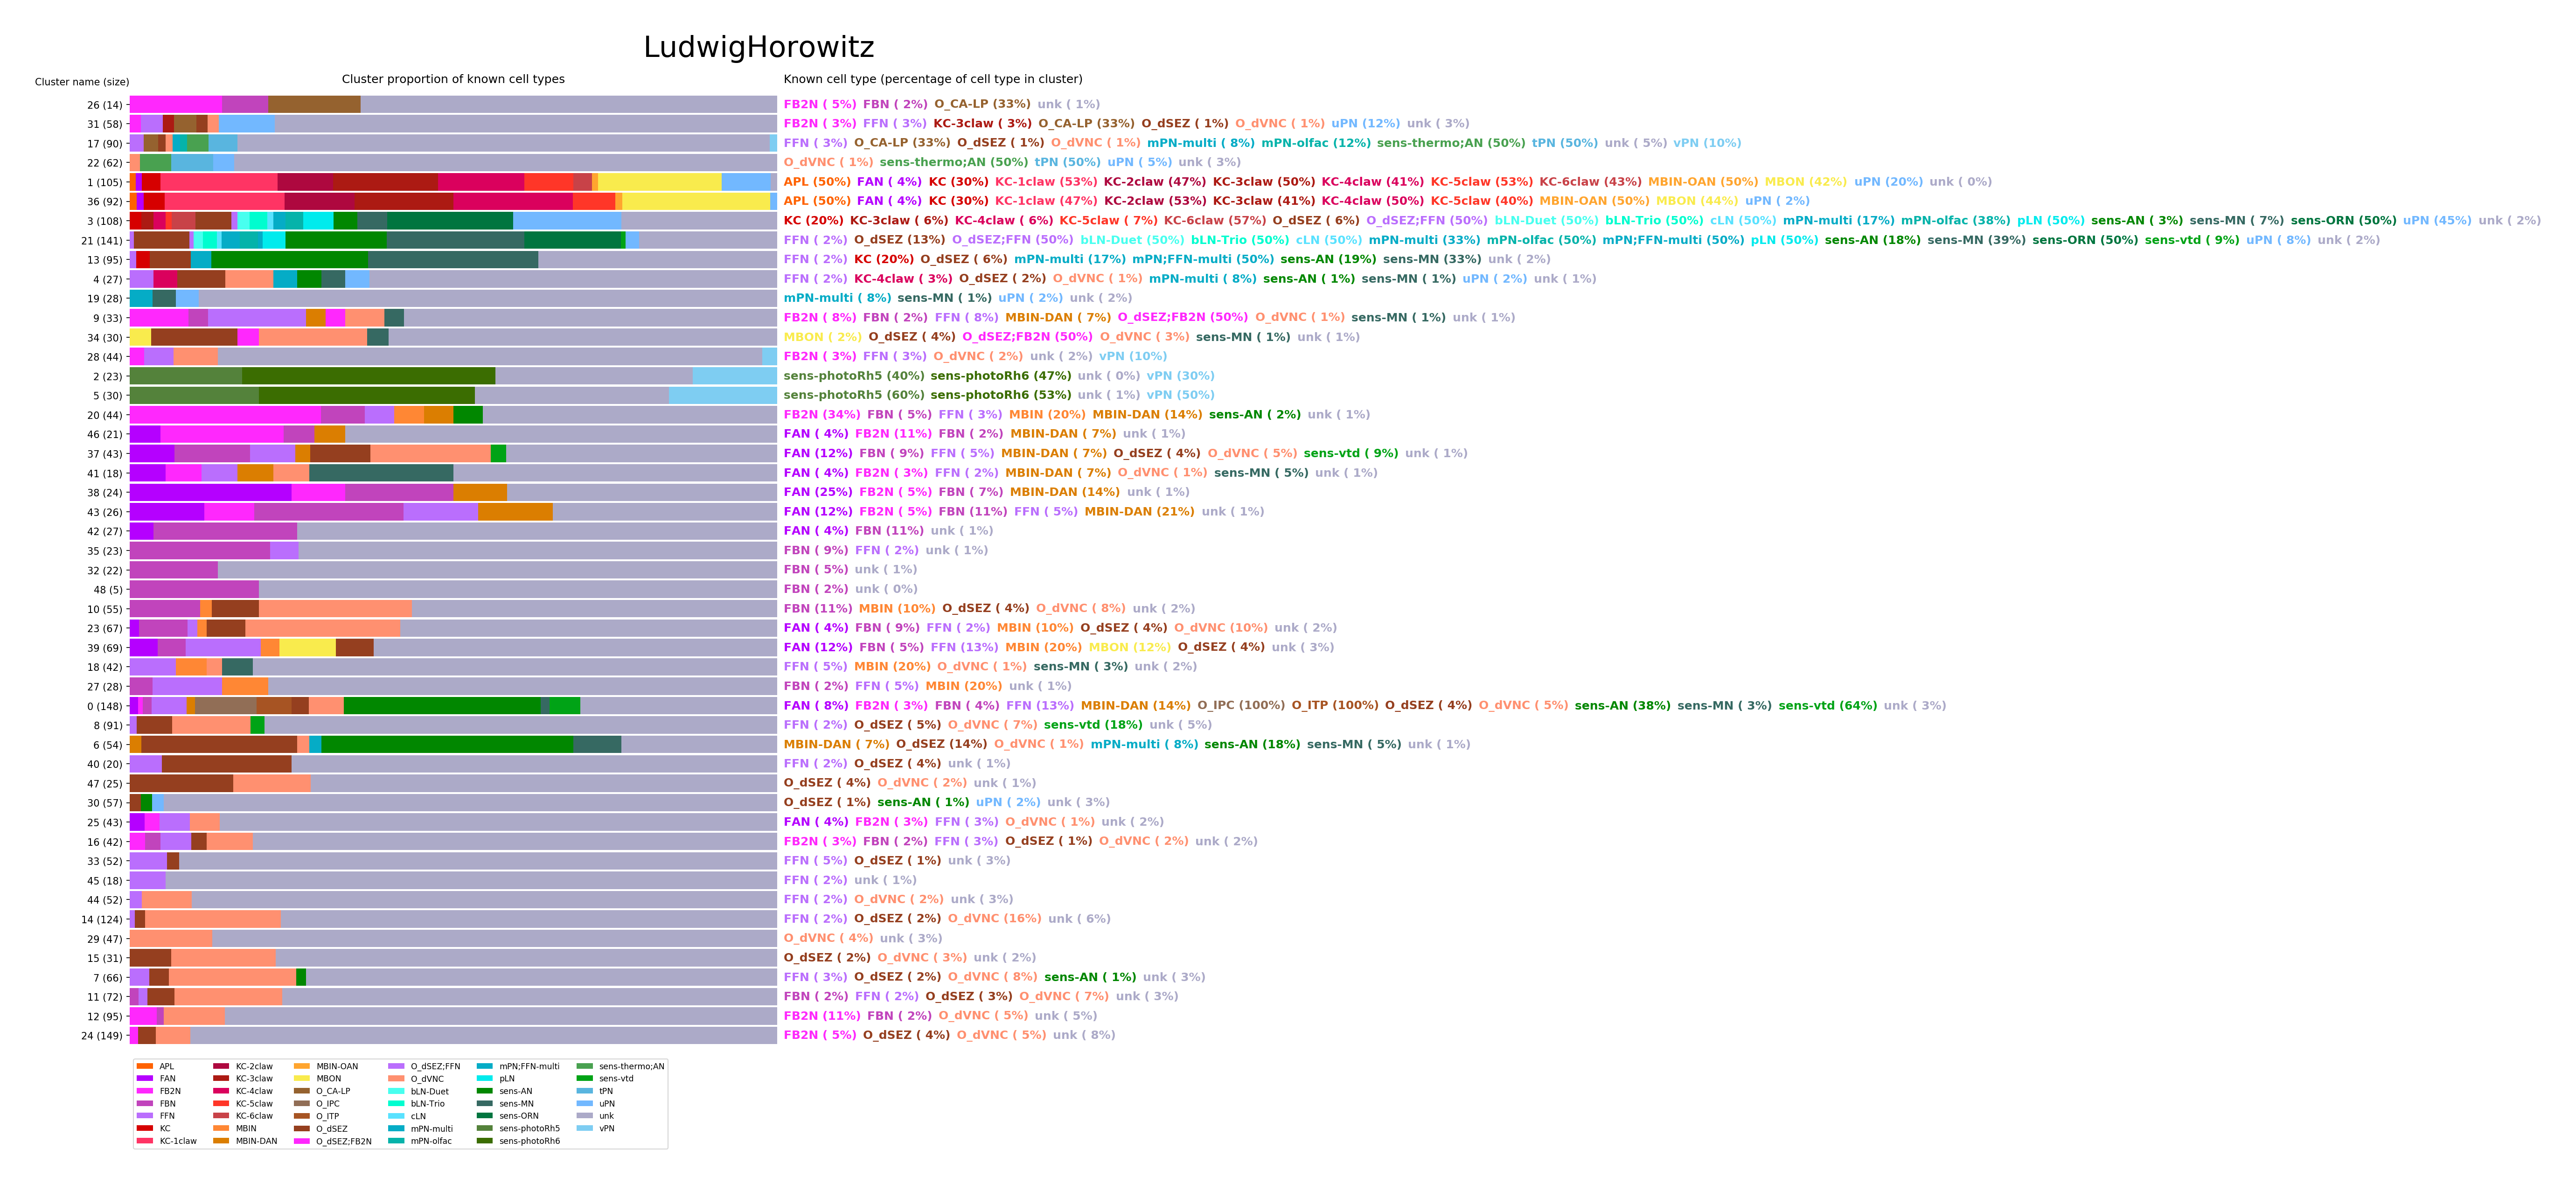 LudwigHorowitz
Cluster name (size) Cluster proportion of known cell types Known cell type (percentage of cell type in cluster)
26 (14) FB2N ( 5%) FBN ( 2%) O_CA-LP (33%) unk ( 1%)
31 (58) FB2N ( 3%) FFN ( 3%) KC-3claw ( 3%) O_CA-LP (33%) O_dSEZ ( 1%) O_dVNC ( 1%) uPN (12%) unk ( 3%)
17 (90) FFN ( 3%) O_CA-LP (33%) O_dSEZ ( 1%) O_dVNC ( 1%) mPN-multi ( 8%) mPN-olfac (12%) sens-thermo;AN (50%) tPN (50%) unk ( 5%) vPN (10%)
22 (62) O_dVNC ( 1%) sens-thermo;AN (50%) tPN (50%) uPN ( 5%) unk ( 3%)
1 (105) APL (50%) FAN ( 4%) KC (30%) KC-1claw (53%) KC-2claw (47%) KC-3claw (50%) KC-4claw (41%) KC-5claw (53%) KC-6claw (43%) MBIN-OAN (50%) MBON (42%) uPN (20%) unk ( 0%)
36 (92) APL (50%) FAN ( 4%) KC (30%) KC-1claw (47%) KC-2claw (53%) KC-3claw (41%) KC-4claw (50%) KC-5claw (40%) MBIN-OAN (50%) MBON (44%) uPN ( 2%)
3 (108) KC (20%) KC-3claw ( 6%) KC-4claw ( 6%) KC-5claw ( 7%) KC-6claw (57%) O_dSEZ ( 6%) O_dSEZ;FFN (50%) bLN-Duet (50%) bLN-Trio (50%) cLN (50%) mPN-multi (17%) mPN-olfac (38%) pLN (50%) sens-AN ( 3%) sens-MN ( 7%) sens-ORN (50%) uPN (45%) unk ( 2%)
21 (141) FFN ( 2%) O_dSEZ (13%) O_dSEZ;FFN (50%) bLN-Duet (50%) bLN-Trio (50%) cLN (50%) mPN-multi (33%) mPN-olfac (50%) mPN;FFN-multi (50%) pLN (50%) sens-AN (18%) sens-MN (39%) sens-ORN (50%) sens-vtd ( 9%) uPN ( 8%) unk ( 2%)
13 (95) FFN ( 2%) KC (20%) O_dSEZ ( 6%) mPN-multi (17%) mPN;FFN-multi (50%) sens-AN (19%) sens-MN (33%) unk ( 2%)
4 (27) FFN ( 2%) KC-4claw ( 3%) O_dSEZ ( 2%) O_dVNC ( 1%) mPN-multi ( 8%) sens-AN ( 1%) sens-MN ( 1%) uPN ( 2%) unk ( 1%)
19 (28) mPN-multi ( 8%) sens-MN ( 1%) uPN ( 2%) unk ( 2%)
9 (33) FB2N ( 8%) FBN ( 2%) FFN ( 8%) MBIN-DAN ( 7%) O_dSEZ;FB2N (50%) O_dVNC ( 1%) sens-MN ( 1%) unk ( 1%)
34 (30) MBON ( 2%) O_dSEZ ( 4%) O_dSEZ;FB2N (50%) O_dVNC ( 3%) sens-MN ( 1%) unk ( 1%)
28 (44) FB2N ( 3%) FFN ( 3%) O_dVNC ( 2%) unk ( 2%) vPN (10%)
2 (23) sens-photoRh5 (40%) sens-photoRh6 (47%) unk ( 0%) vPN (30%)
5 (30) sens-photoRh5 (60%) sens-photoRh6 (53%) unk ( 1%) vPN (50%)
20 (44) FB2N (34%) FBN ( 5%) FFN ( 3%) MBIN (20%) MBIN-DAN (14%) sens-AN ( 2%) unk ( 1%)
46 (21) FAN ( 4%) FB2N (11%) FBN ( 2%) MBIN-DAN ( 7%) unk ( 1%)
37 (43) FAN (12%) FBN ( 9%) FFN ( 5%) MBIN-DAN ( 7%) O_dSEZ ( 4%) O_dVNC ( 5%) sens-vtd ( 9%) unk ( 1%)
41 (18) FAN ( 4%) FB2N ( 3%) FFN ( 2%) MBIN-DAN ( 7%) O_dVNC ( 1%) sens-MN ( 5%) unk ( 1%)
38 (24) FAN (25%) FB2N ( 5%) FBN ( 7%) MBIN-DAN (14%) unk ( 1%)
43 (26) FAN (12%) FB2N ( 5%) FBN (11%) FFN ( 5%) MBIN-DAN (21%) unk ( 1%)
42 (27) FAN ( 4%) FBN (11%) unk ( 1%)
35 (23) FBN ( 9%) FFN ( 2%) unk ( 1%)
32 (22) FBN ( 5%) unk ( 1%)
48 (5) FBN ( 2%) unk ( 0%)
10 (55) FBN (11%) MBIN (10%) O_dSEZ ( 4%) O_dVNC ( 8%) unk ( 2%)
23 (67) FAN ( 4%) FBN ( 9%) FFN ( 2%) MBIN (10%) O_dSEZ ( 4%) O_dVNC (10%) unk ( 2%)
39 (69) FAN (12%) FBN ( 5%) FFN (13%) MBIN (20%) MBON (12%) O_dSEZ ( 4%) unk ( 3%)
18 (42) FFN ( 5%) MBIN (20%) O_dVNC ( 1%) sens-MN ( 3%) unk ( 2%)
27 (28) FBN ( 2%) FFN ( 5%) MBIN (20%) unk ( 1%)
0 (148) FAN ( 8%) FB2N ( 3%) FBN ( 4%) FFN (13%) MBIN-DAN (14%) O_IPC (100%) O_ITP (100%) O_dSEZ ( 4%) O_dVNC ( 5%) sens-AN (38%) sens-MN ( 3%) sens-vtd (64%) unk ( 3%)
8 (91) FFN ( 2%) O_dSEZ ( 5%) O_dVNC ( 7%) sens-vtd (18%) unk ( 5%)
6 (54) MBIN-DAN ( 7%) O_dSEZ (14%) O_dVNC ( 1%) mPN-multi ( 8%) sens-AN (18%) sens-MN ( 5%) unk ( 1%)
40 (20) FFN ( 2%) O_dSEZ ( 4%) unk ( 1%)
47 (25) O_dSEZ ( 4%) O_dVNC ( 2%) unk ( 1%)
30 (57) O_dSEZ ( 1%) sens-AN ( 1%) uPN ( 2%) unk ( 3%)
25 (43) FAN ( 4%) FB2N ( 3%) FFN ( 3%) O_dVNC ( 1%) unk ( 2%)
16 (42) FB2N ( 3%) FBN ( 2%) FFN ( 3%) O_dSEZ ( 1%) O_dVNC ( 2%) unk ( 2%)
33 (52) FFN ( 5%) O_dSEZ ( 1%) unk ( 3%)
45 (18) FFN ( 2%) unk ( 1%)
44 (52) FFN ( 2%) O_dVNC ( 2%) unk ( 3%)
14 (124) FFN ( 2%) O_dSEZ ( 2%) O_dVNC (16%) unk ( 6%)
29 (47) O_dVNC ( 4%) unk ( 3%)
15 (31) O_dSEZ ( 2%) O_dVNC ( 3%) unk ( 2%)
7 (66) FFN ( 3%) O_dSEZ ( 2%) O_dVNC ( 8%) sens-AN ( 1%) unk ( 3%)
11 (72) FBN ( 2%) FFN ( 2%) O_dSEZ ( 3%) O_dVNC ( 7%) unk ( 3%)
12 (95) FB2N (11%) FBN ( 2%) O_dVNC ( 5%) unk ( 5%)
24 (149) FB2N ( 5%) O_dSEZ ( 4%) O_dVNC ( 5%) unk ( 8%)
APL KC-2claw MBIN-OAN O_dSEZ;FFN mPN;FFN-multi sens-thermo;AN
FAN KC-3claw MBON O_dVNC pLN sens-vtd
FB2N KC-4claw O_CA-LP bLN-Duet sens-AN tPN
FBN KC-5claw O_IPC bLN-Trio sens-MN uPN
FFN KC-6claw O_ITP cLN sens-ORN unk
KC MBIN O_dSEZ mPN-multi sens-photoRh5 vPN
KC-1claw MBIN-DAN O_dSEZ;FB2N mPN-olfac sens-photoRh6